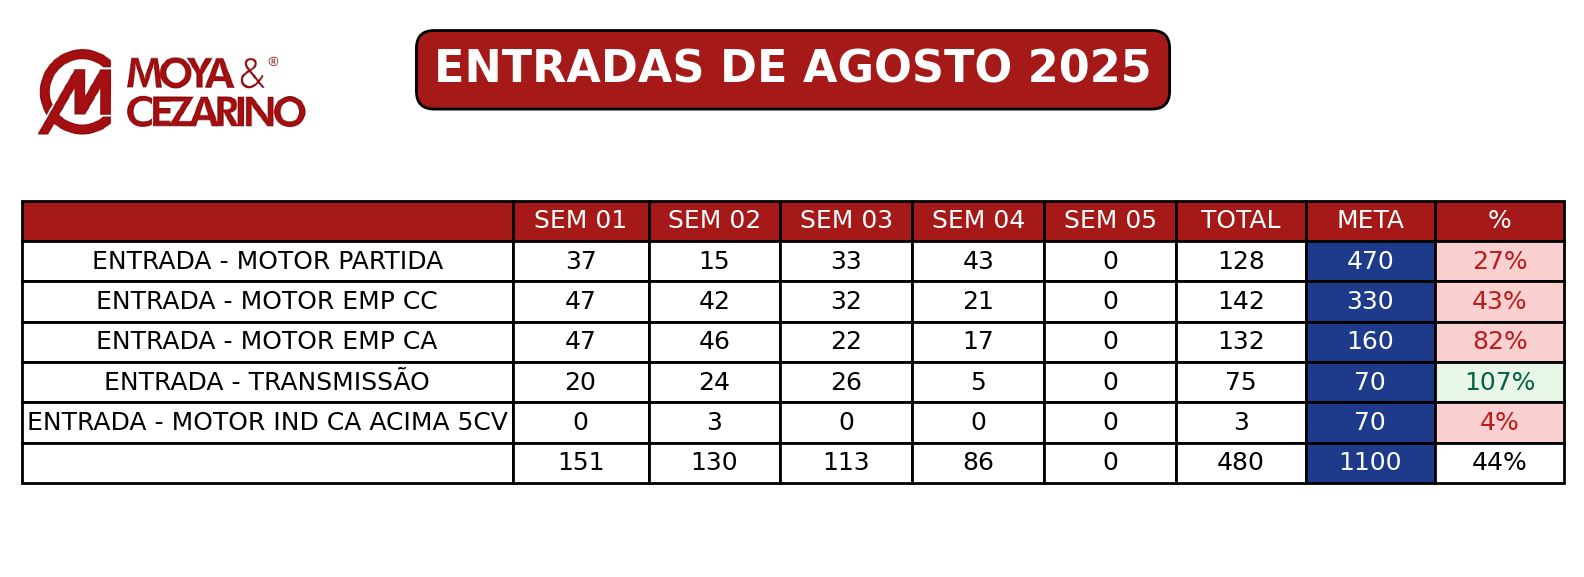 MOYA & ®
CEZARINO
ENTRADAS DE AGOSTO 2025
SEM 01 SEM 02 SEM 03 SEM 04 SEM 05 TOTAL META %
ENTRADA - MOTOR PARTIDA 37 15 33 43 0 128 470 27%
ENTRADA - MOTOR EMP CC 47 42 32 21 0 142 330 43%
ENTRADA - MOTOR EMP CA 47 46 22 17 0 132 160 82%
ENTRADA - TRANSMISSÃO 20 24 26 5 0 75 70 107%
ENTRADA - MOTOR IND CA ACIMA 5CV 0 3 0 0 0 3 70 4%
151 130 113 86 0 480 1100 44%